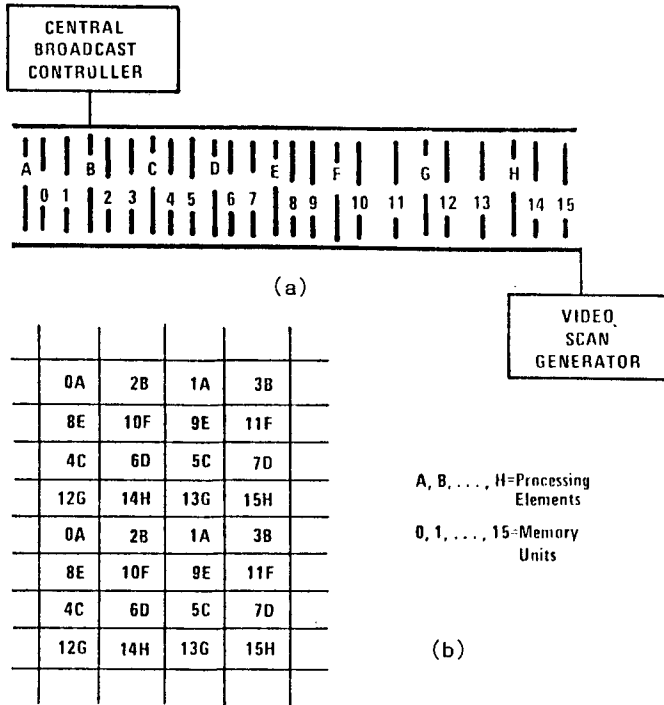 CENTRAL
BROADCAST
CONTROLLER
A B C D E F G H
0 1 2 3 4 5 6 7 8 9 10 11 12 13 14 15
(a)
VIDEO
SCAN
GENERATOR
0A 2B 1A 3B
8E 10F 9E 11F
4C 6D 5C 7D
12G 14H 13G 15H
0A 2B 1A 3B
8E 10F 9E 11F
4C 6D 5C 7D
12G 14H 13G 15H
A, B, . . . , H=Processing
Elements
0, 1, . . . , 15=Memory
Units
(b)